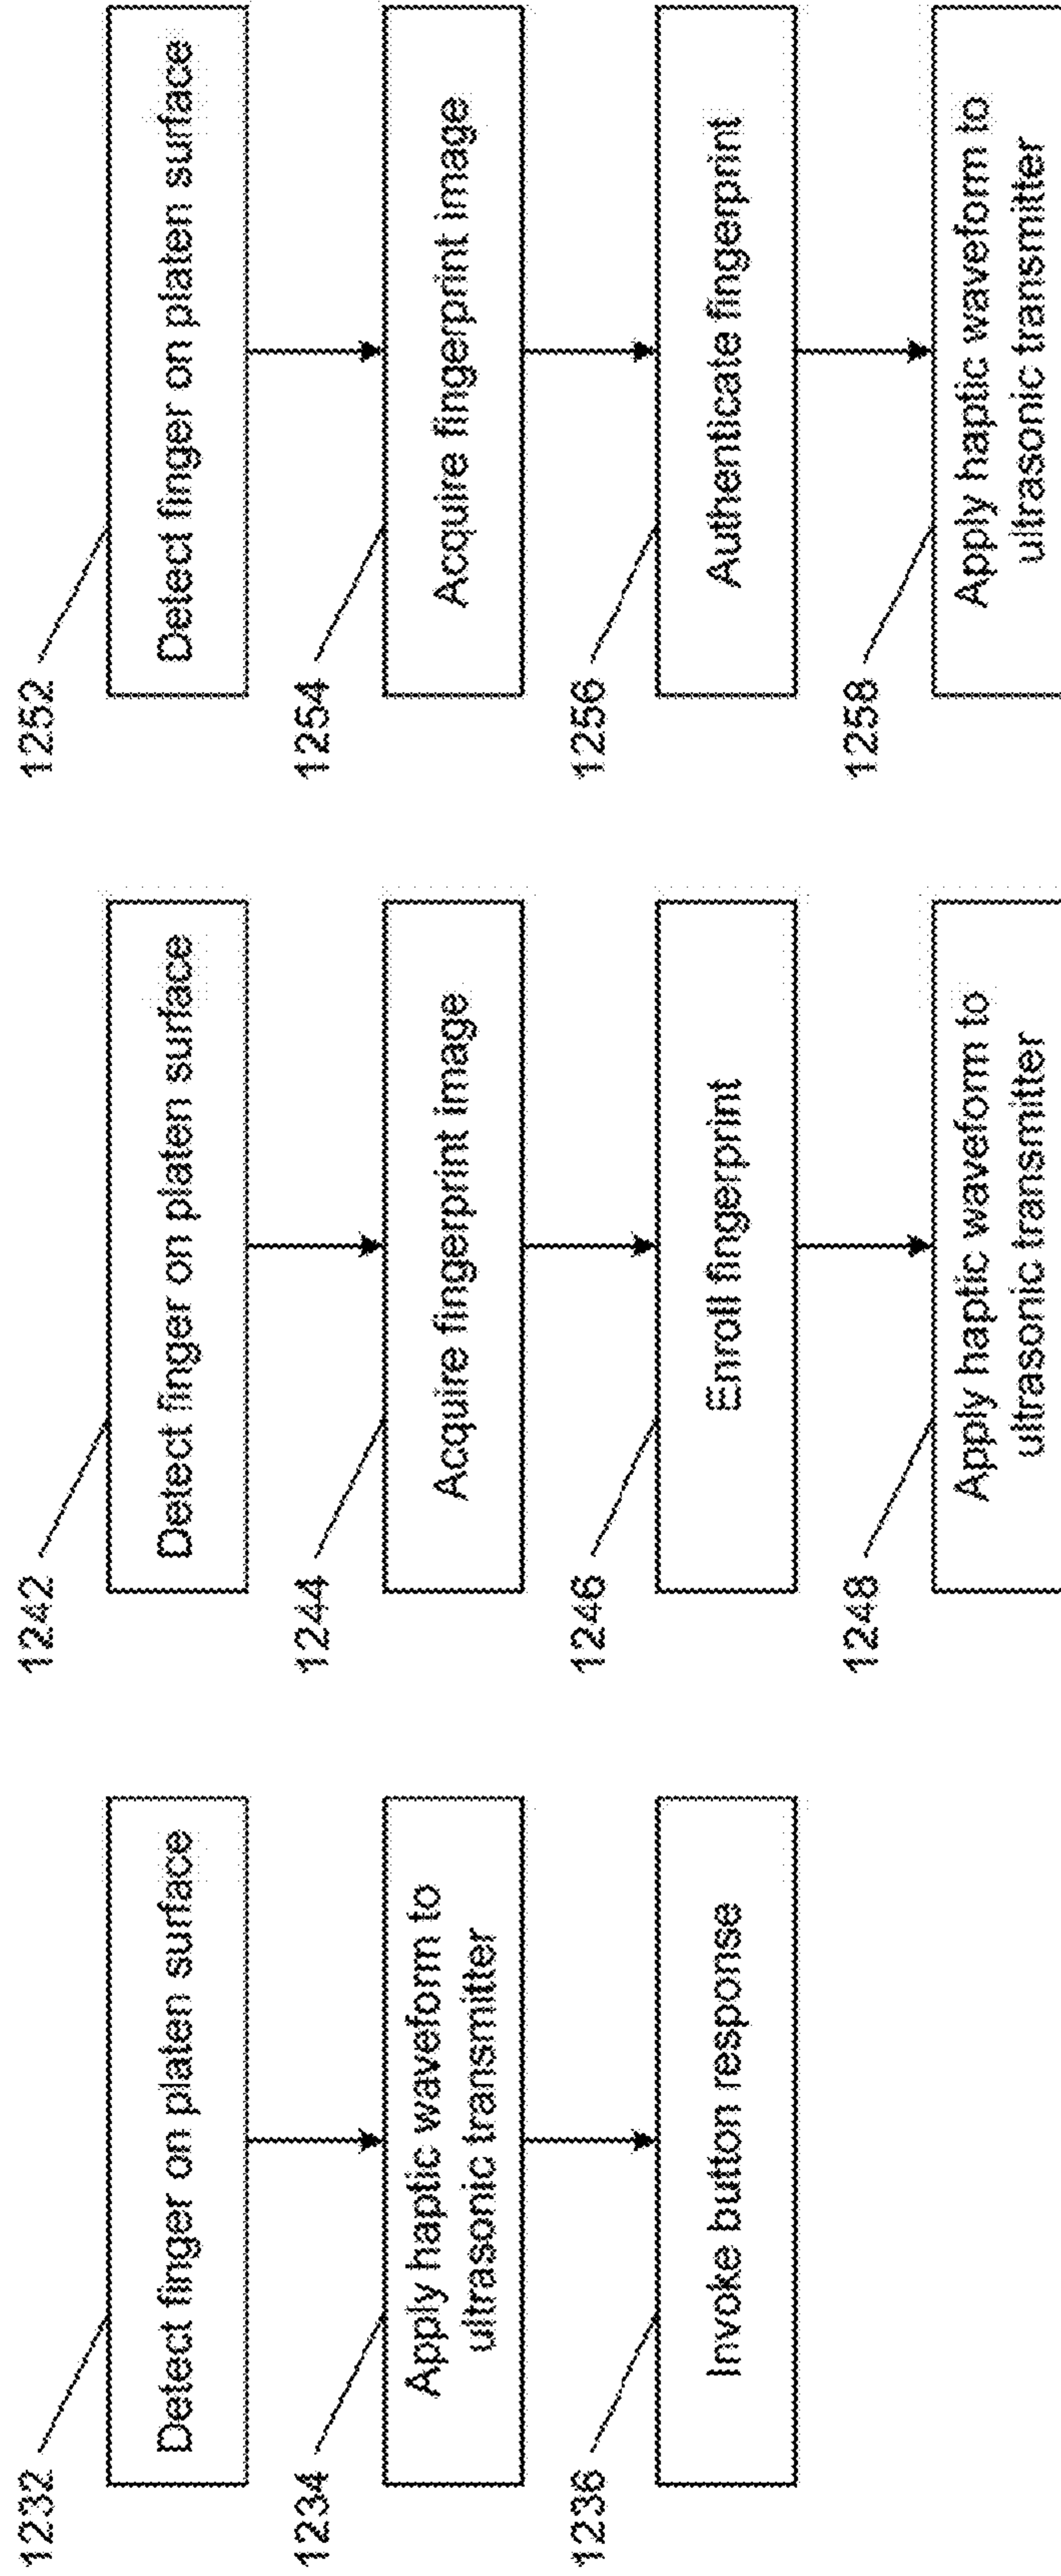 1232
Detect finger on platen surface
1234
Apply haptic waveform to
ultrasonic transmitter
1236
Invoke button response
1242
Detect finger on platen surface
1244
Acquire fingerprint image
1246
Enroll fingerprint
1248
Apply haptic waveform to
ultrasonic transmitter
1252
Detect finger on platen surface
1254
Acquire fingerprint image
1256
Authenticate fingerprint
1258
Apply haptic waveform to
ultrasonic transmitter